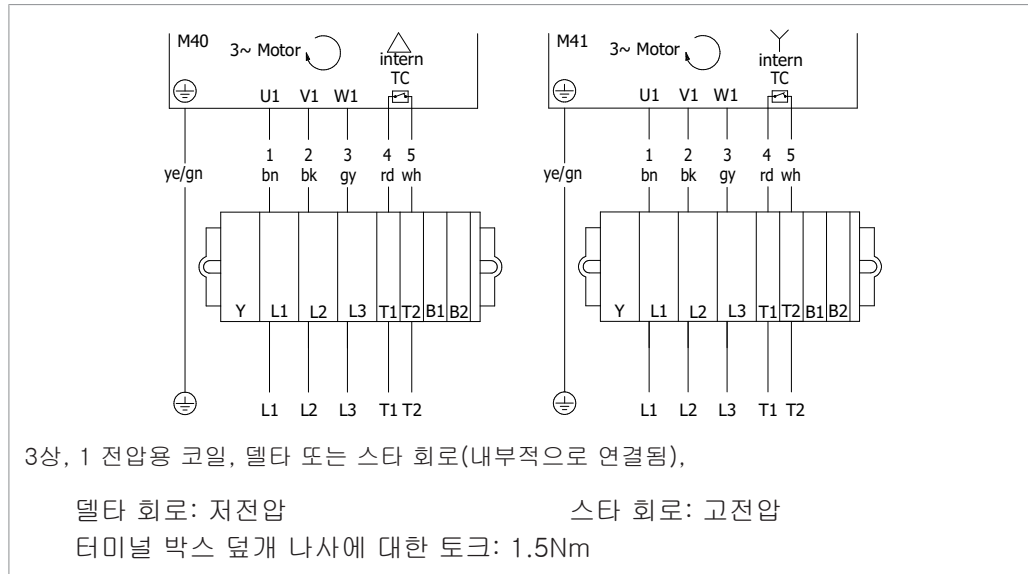 M40
3~ Motor
intern
TC
U1 V1 W1
1 2 3 4 5
ye/gn bn bk gy rd wh
Y L1 L2 L3 T1 T2 B1 B2
L1 L2 L3 T1 T2
M41
3~ Motor
intern
TC
U1 V1 W1
1 2 3 4 5
ye/gn bn bk gy rd wh
Y L1 L2 L3 T1 T2 B1 B2
L1 L2 L3 T1 T2
3상, 1 전압용 코일, 델타 또는 스타 회로(내부적으로 연결됨),
델타 회로: 저전압 스타 회로: 고전압
터미널 박스 덮개 나사에 대한 토크: 1.5Nm